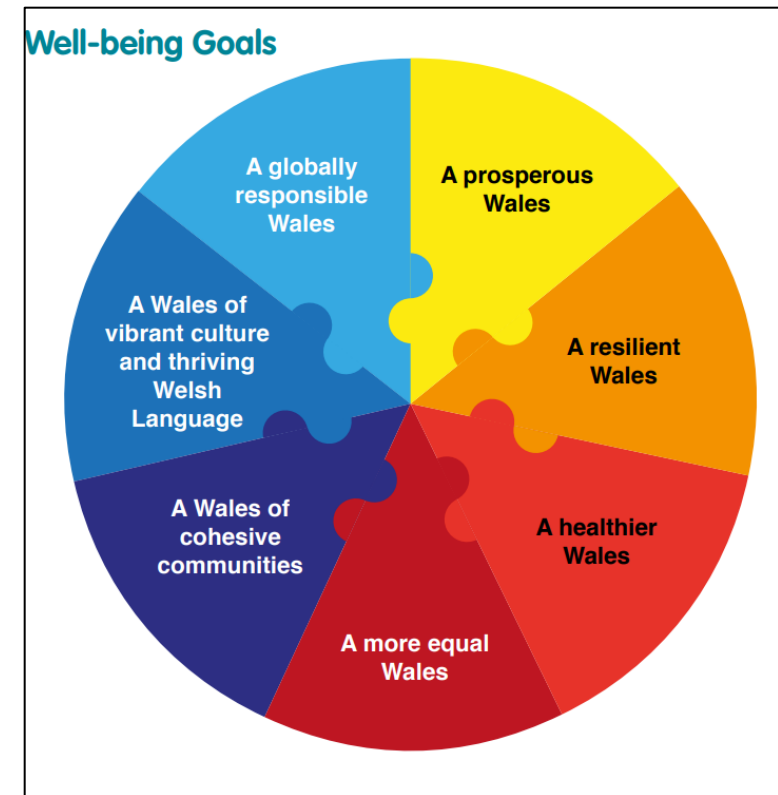 Well-being Goals
A prosperous
Wales
A resilient
Wales
A healthier
Wales
A more equal
Wales
A Wales of
cohesive
communities
A Wales of
vibrant culture
and thriving
Welsh
Language
A globally
responsible
Wales